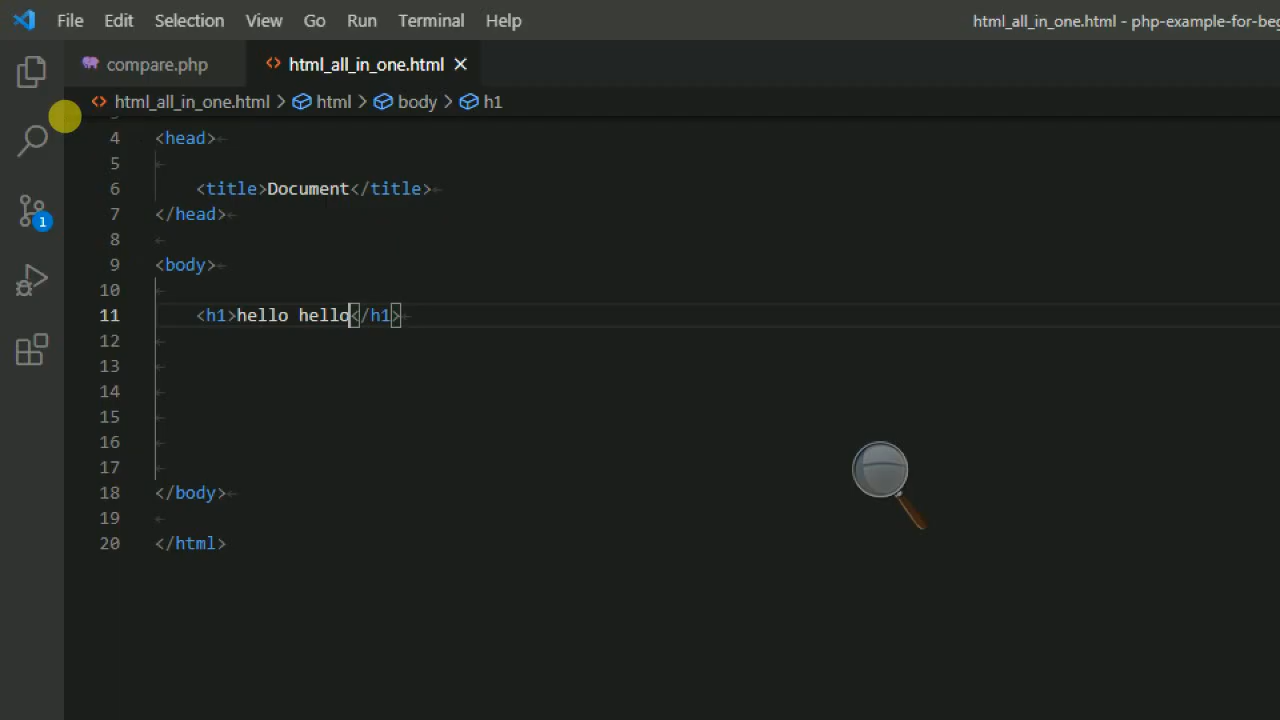 File Edit Selection View Go Run Terminal Help html_all_in_one.html - php-example-for-beg
compare.php html_all_in_one.html
html_all_in_one.html > html > body > h1
4 <head>
5
6 <title>Document</title>
7 </head>
8
9 <body>
10
11 <h1>hello hello</h1>
12
13
14
15
16
17
18 </body>
19
20 </html>
1